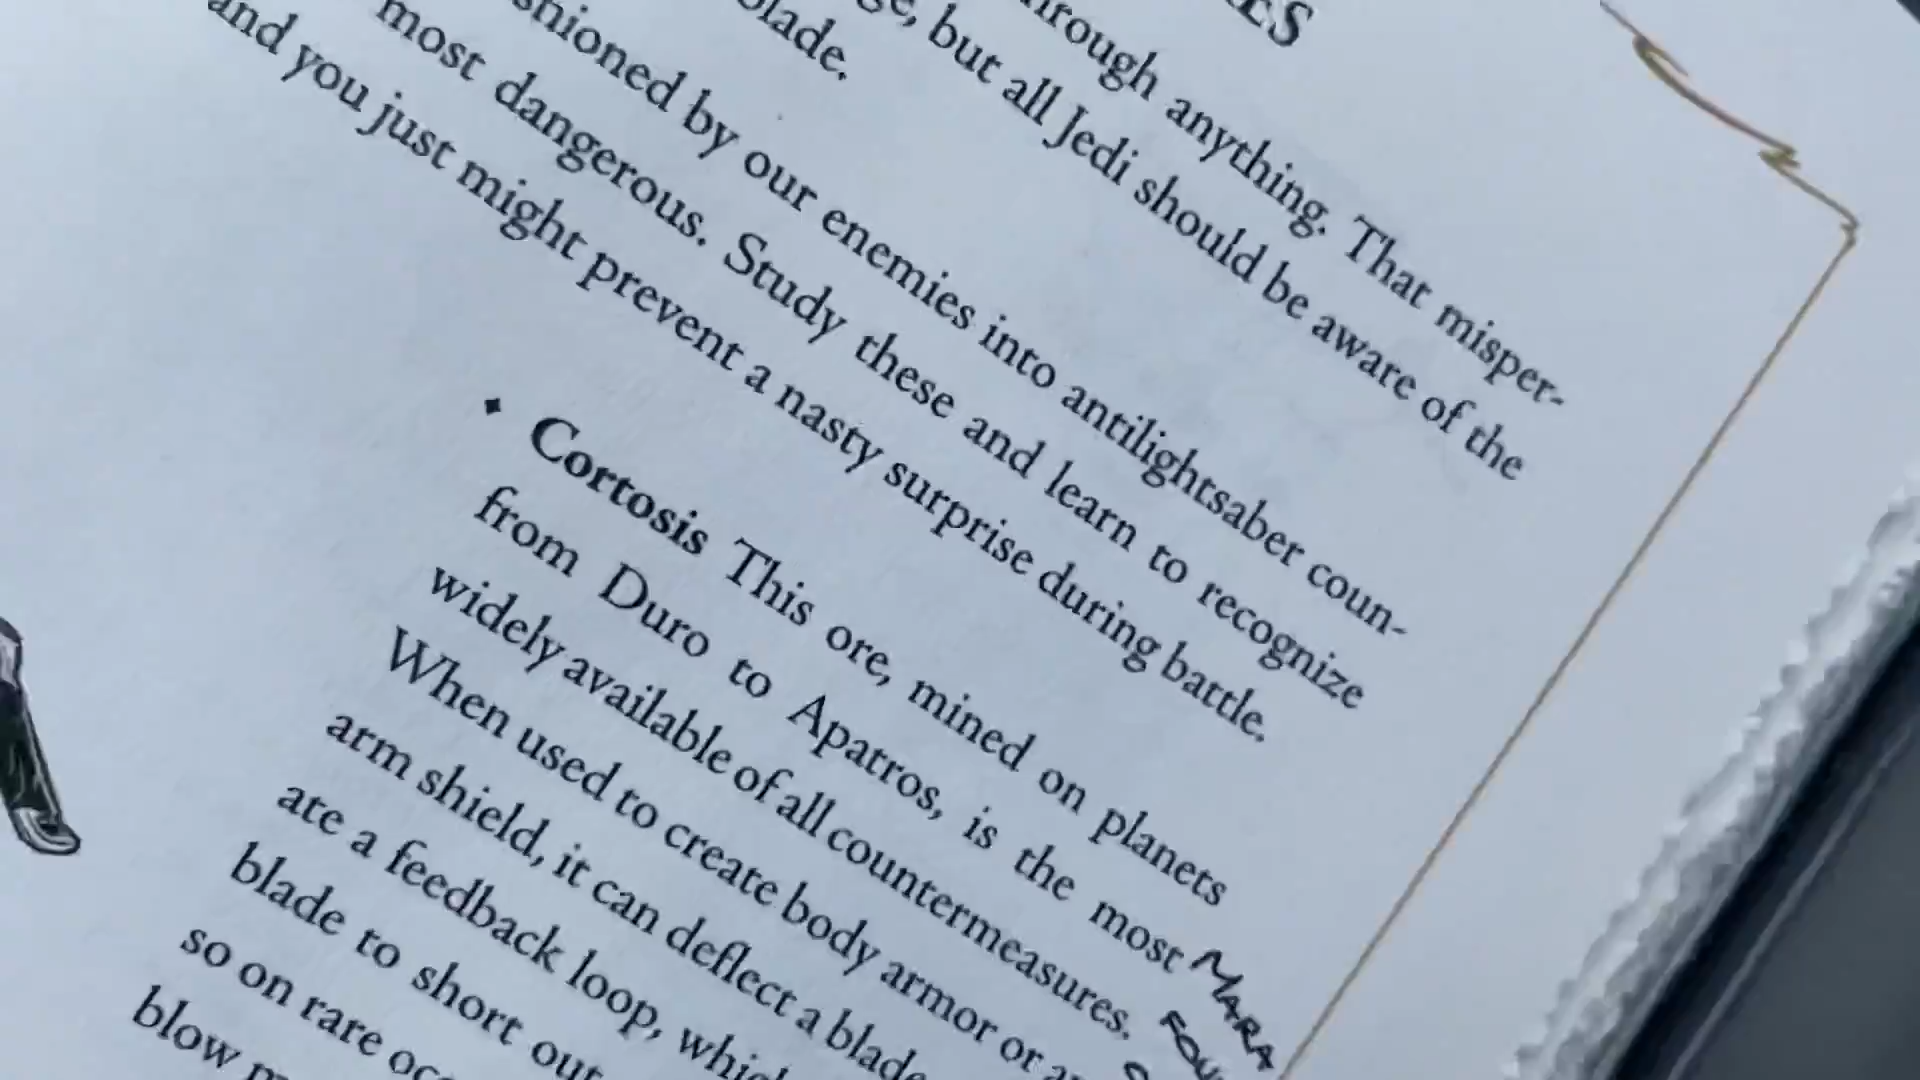 through anything. That misper-
but all Jedi should be aware of the
blade.
by our enemies into antilightsaber coun-
most dangerous. Study these and learn to recognize
and you just might prevent a nasty surprise during battle.
• Cortosis This ore, mined on planets
from Duro to Apatros, is the most
widely available of all countermeasures.
When used to create body armor or
arm shield, it can deflect a blade
ate a feedback loop,
blade to short out
so on rare
blow
MARA